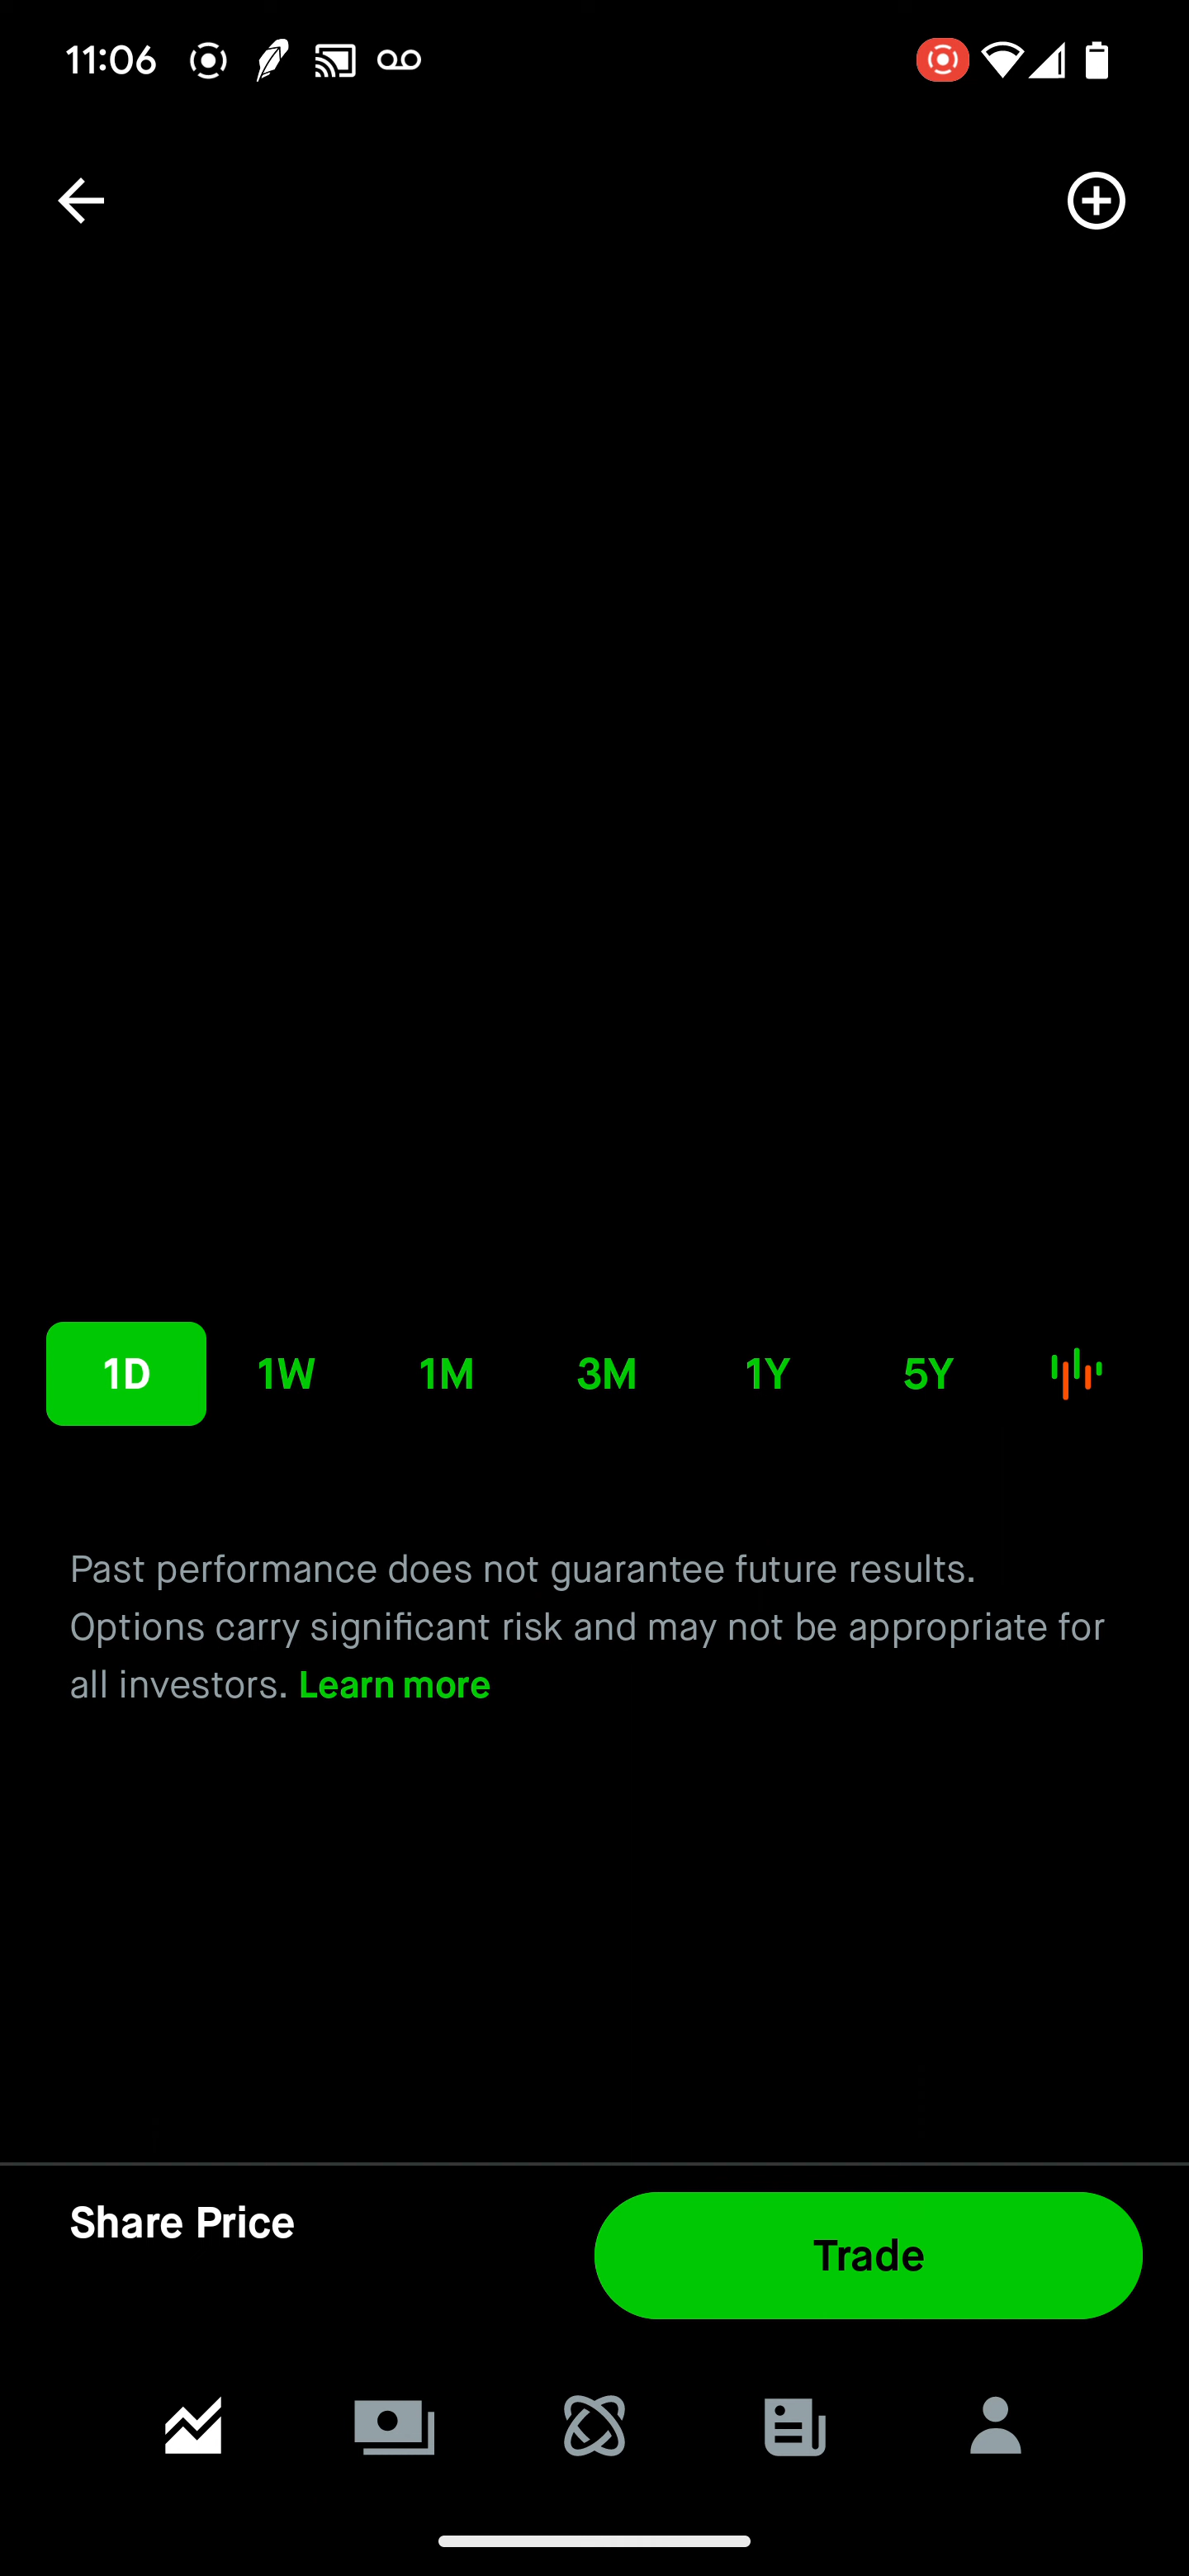 11:06
1D 1W 1M 3M 1Y 5Y
Past performance does not guarantee future results.
Options carry significant risk and may not be appropriate for
all investors. Learn more
Share Price
Trade